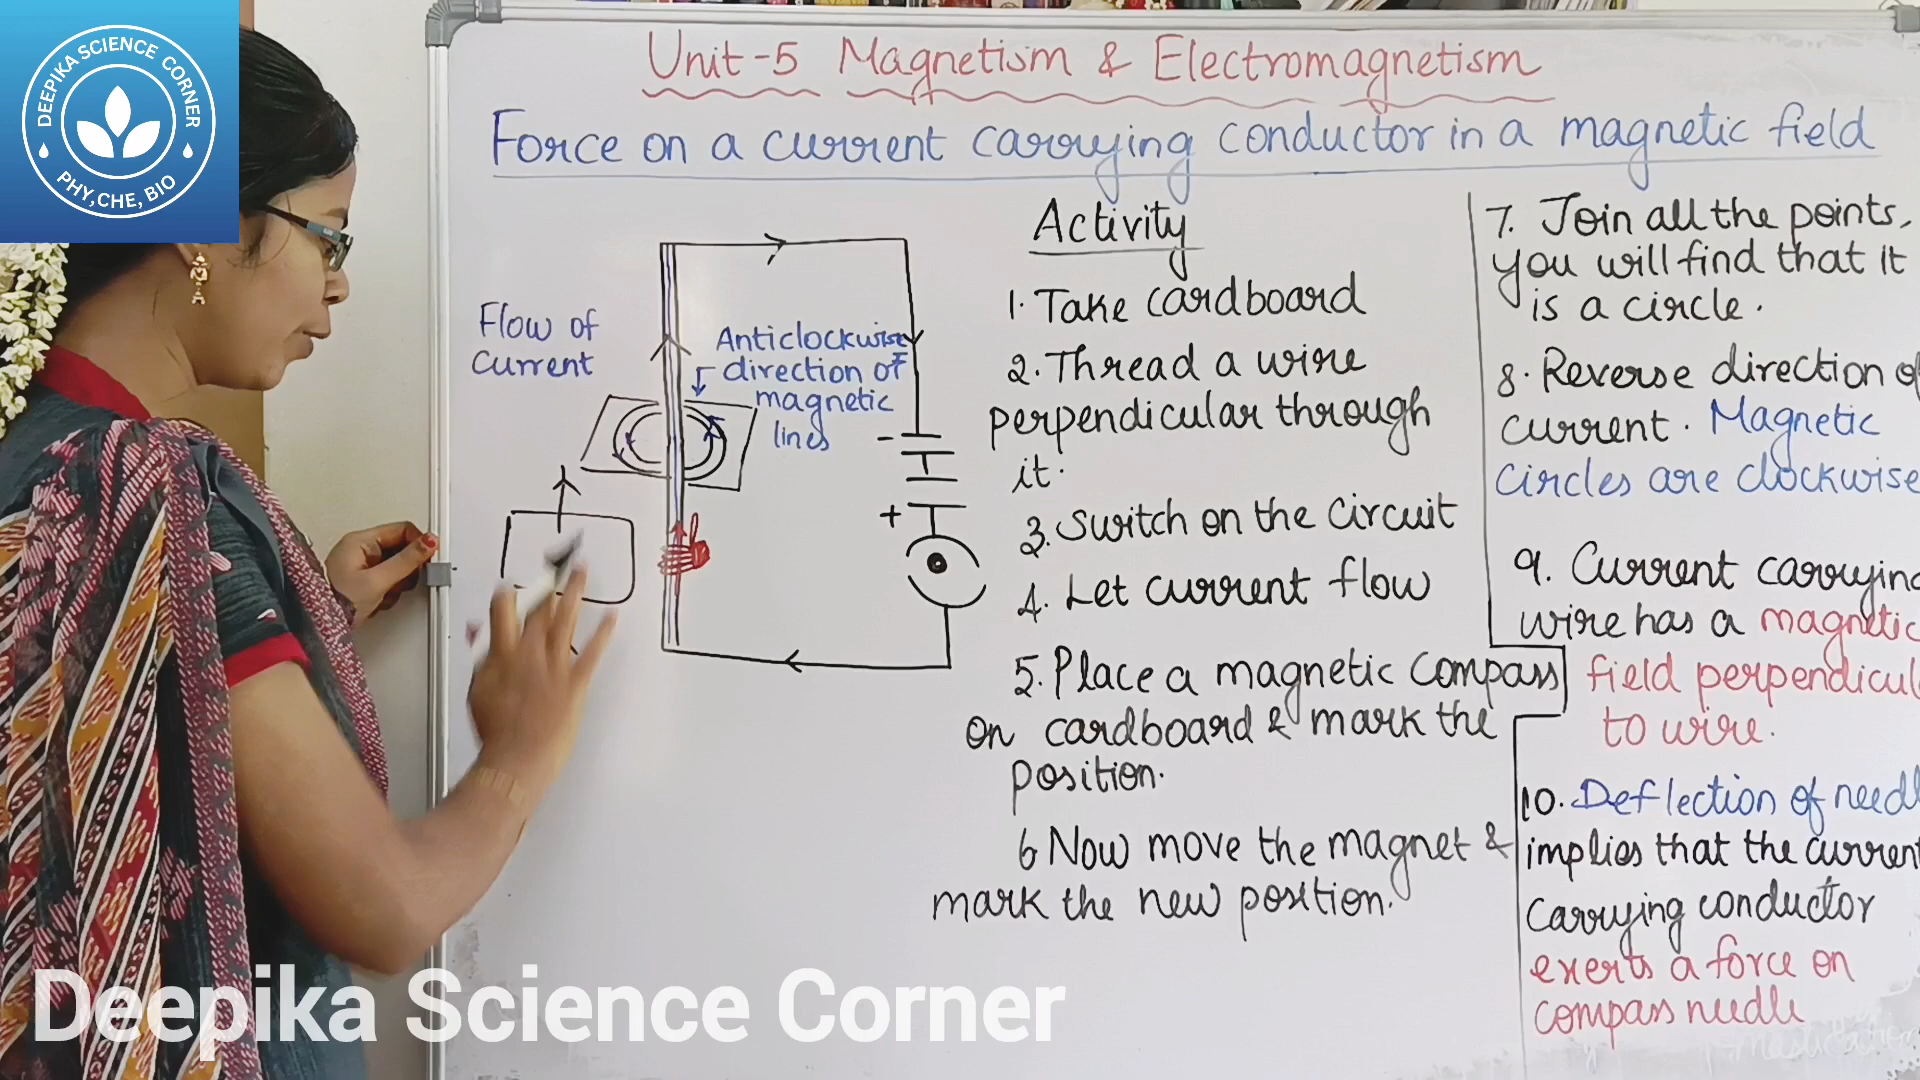 DEEPIKA SCIENCE CORNER
PHY,CHE, BIO
Unit-5 Magnetism & Electromagnetism
Force on a current carrying conductor in a magnetic field
Flow of
Current
Anticlockwise
direction of
magnetic
lines
-
+
Activity
1. Take cardboard
2. Thread a wire
perpendicular through
it.
3. Switch on the circuit
4. Let current flow
5. Place a magnetic compass
on cardboard & mark the
position.
6 Now move the magnet &
mark the new position.
7. Join all the points,
you will find that it
is a circle.
8. Reverse direction of
current. Magnetic
circles are clockwise
9. Current carrying
wire has a magnetic
field perpendicul
to wire.
10. Deflection of needl
implies that the current
carrying conductor
exerts a force on
compass needle
Deepika Science Corner